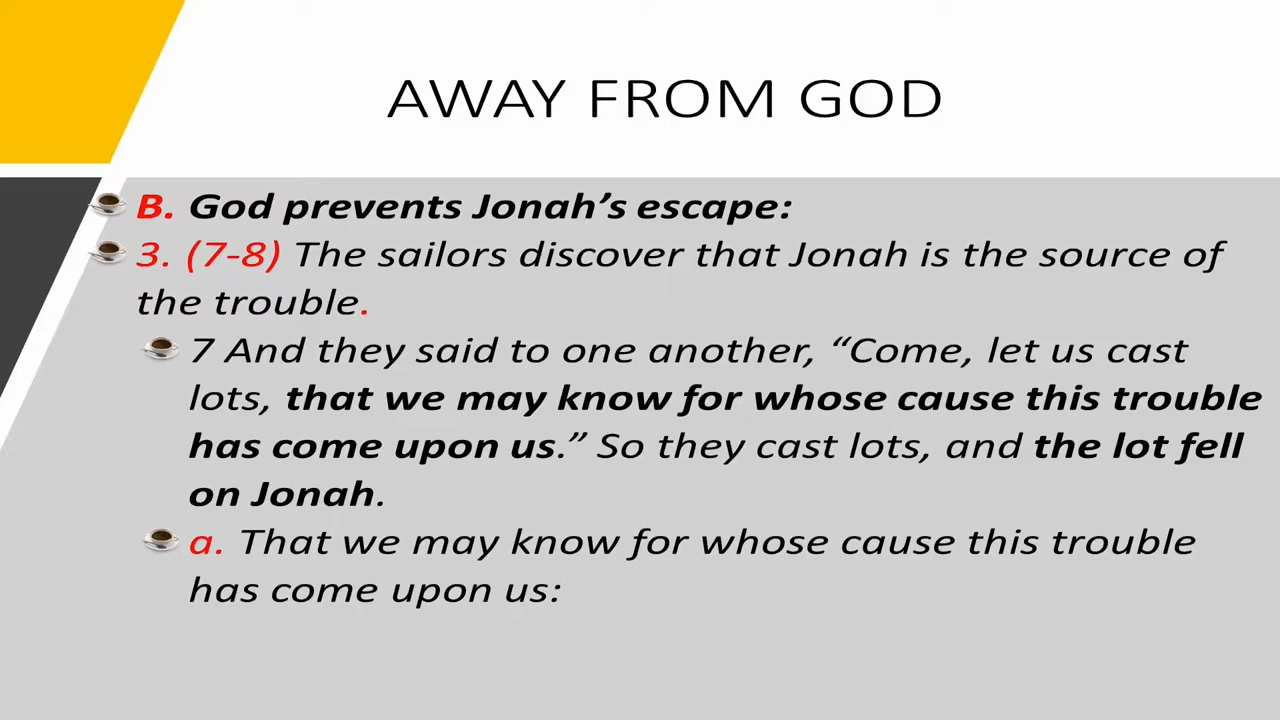 AWAY FROM GOD
B. God prevents Jonah’s escape:
3. (7-8) The sailors discover that Jonah is the source of
the trouble.
7 And they said to one another, “Come, let us cast
lots, that we may know for whose cause this trouble
has come upon us.” So they cast lots, and the lot fell
on Jonah.
a. That we may know for whose cause this trouble
has come upon us: